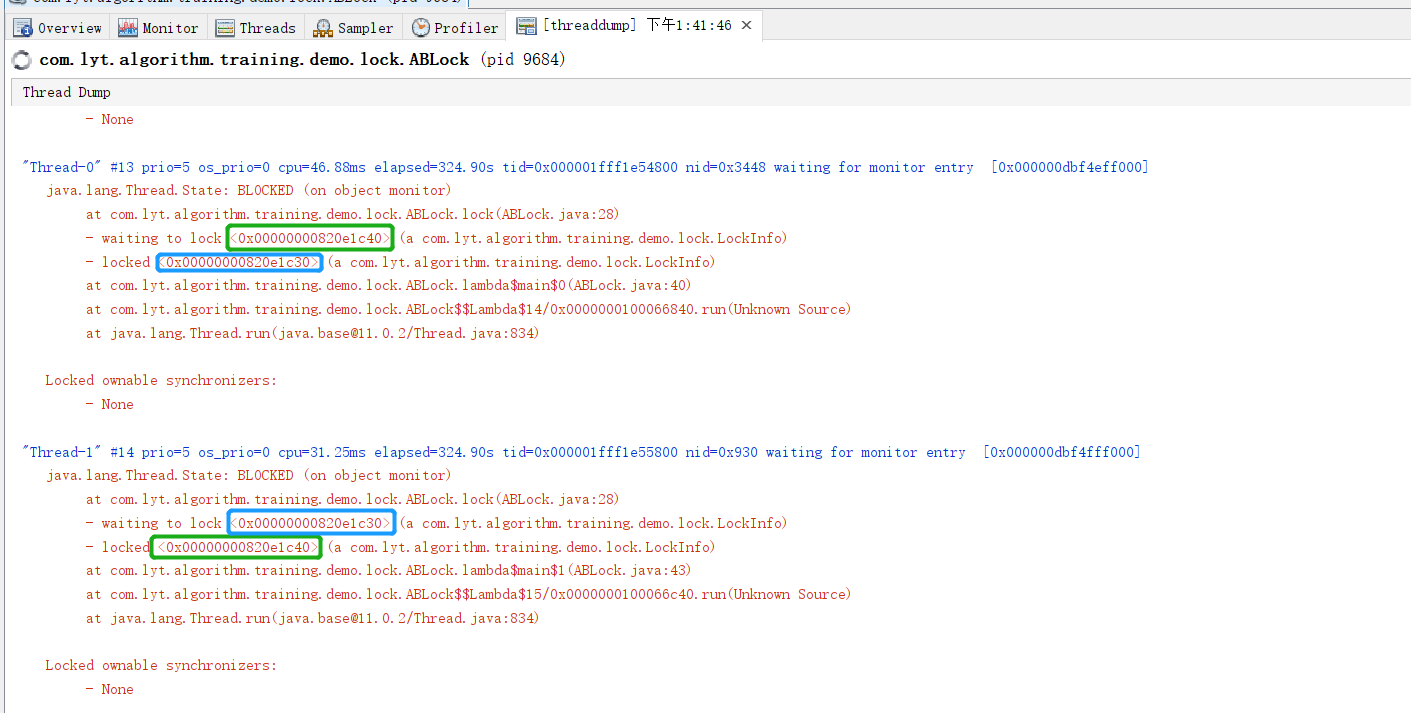 com.lyt.algorithm.training.demo.lock.ABLock (pid 9684)
Overview Monitor Threads Sampler Profiler [threaddump] 下午1:41:46 ×
com.lyt.algorithm.training.demo.lock.ABLock (pid 9684)
Thread Dump
- None
"Thread-0" #13 prio=5 os_prio=0 cpu=46.88ms elapsed=324.90s tid=0x000001fff1e54800 nid=0x3448 waiting for monitor entry [0x000000dbf4eff000]
java.lang.Thread.State: BLOCKED (on object monitor)
at com.lyt.algorithm.training.demo.lock.ABLock.lock(ABLock.java:28)
- waiting to lock <0x00000000820e1c40> (a com.lyt.algorithm.training.demo.lock.LockInfo)
- locked <0x00000000820e1c30> (a com.lyt.algorithm.training.demo.lock.LockInfo)
at com.lyt.algorithm.training.demo.lock.ABLock.lambda$main$0(ABLock.java:40)
at com.lyt.algorithm.training.demo.lock.ABLock$$Lambda$14/0x0000000100066840.run(Unknown Source)
at java.lang.Thread.run(java.base@11.0.2/Thread.java:834)
Locked ownable synchronizers:
- None
"Thread-1" #14 prio=5 os_prio=0 cpu=31.25ms elapsed=324.90s tid=0x000001fff1e55800 nid=0x930 waiting for monitor entry [0x000000dbf4fff000]
java.lang.Thread.State: BLOCKED (on object monitor)
at com.lyt.algorithm.training.demo.lock.ABLock.lock(ABLock.java:28)
- waiting to lock <0x00000000820e1c30> (a com.lyt.algorithm.training.demo.lock.LockInfo)
- locked <0x00000000820e1c40> (a com.lyt.algorithm.training.demo.lock.LockInfo)
at com.lyt.algorithm.training.demo.lock.ABLock.lambda$main$1(ABLock.java:43)
at com.lyt.algorithm.training.demo.lock.ABLock$$Lambda$15/0x0000000100066c40.run(Unknown Source)
at java.lang.Thread.run(java.base@11.0.2/Thread.java:834)
Locked ownable synchronizers:
- None